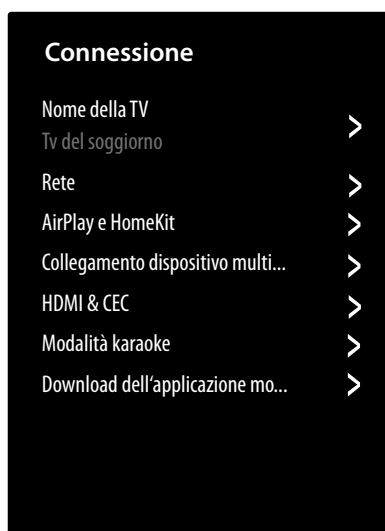 Connessione
Nome della TV
Tv del soggiorno
Rete
AirPlay e HomeKit
Collegamento dispositivo multi...
HDMI & CEC
Modalità karaoke
Download dell‘applicazione mo...